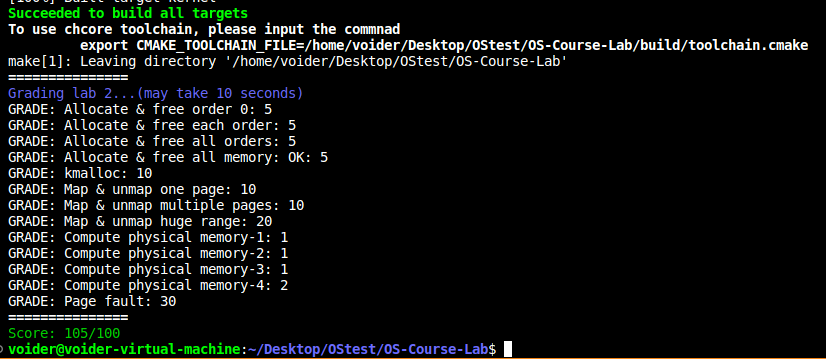 Succeeded to build all targets
To use chcore toolchain, please input the commnad
export CMAKE_TOOLCHAIN_FILE=/home/voider/Desktop/OStest/OS-Course-Lab/build/toolchain.cmake
make[1]: Leaving directory '/home/voider/Desktop/OStest/OS-Course-Lab'
===============
Grading lab 2...(may take 10 seconds)
GRADE: Allocate & free order 0: 5
GRADE: Allocate & free each order: 5
GRADE: Allocate & free all orders: 5
GRADE: Allocate & free all memory: OK: 5
GRADE: kmalloc: 10
GRADE: Map & unmap one page: 10
GRADE: Map & unmap multiple pages: 10
GRADE: Map & unmap huge range: 20
GRADE: Compute physical memory-1: 1
GRADE: Compute physical memory-2: 1
GRADE: Compute physical memory-3: 1
GRADE: Compute physical memory-4: 2
GRADE: Page fault: 30
===============
Score: 105/100
voider@voider-virtual-machine:~/Desktop/OStest/OS-Course-Lab$